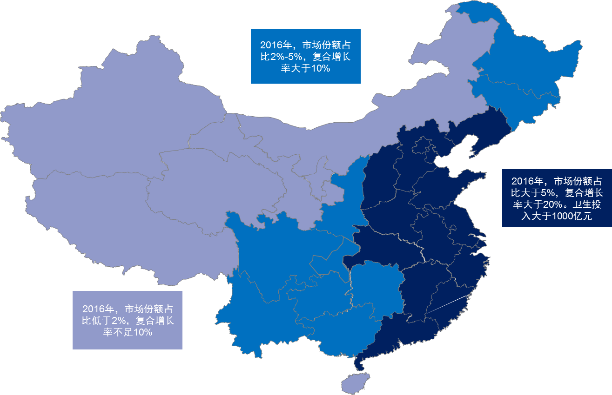 2016年，市场份额占
比2%-5%，复合增长
率大于10%
2016年，市场份额占
比大于5%，复合增长
率大于20%。卫生投
入大于1000亿元
2016年，市场份额占
比低于2%，复合增长
率不足10%